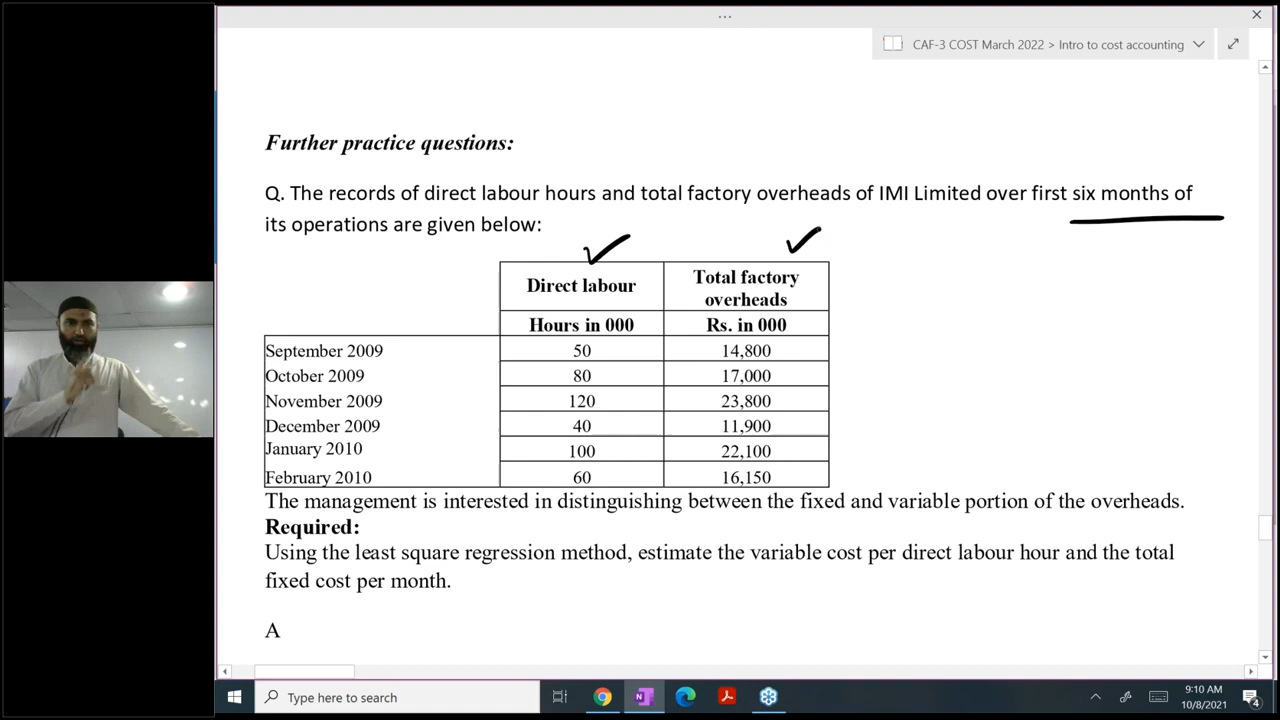 CAF-3 COST March 2022 > Intro to cost accounting
Further practice questions:
Q. The records of direct labour hours and total factory overheads of IMI Limited over first six months of
its operations are given below:
Direct labour Total factory overheads
Hours in 000 Rs. in 000
September 2009 50 14,800
October 2009 80 17,000
November 2009 120 23,800
December 2009 40 11,900
January 2010 100 22,100
February 2010 60 16,150
The management is interested in distinguishing between the fixed and variable portion of the overheads.
Required:
Using the least square regression method, estimate the variable cost per direct labour hour and the total
fixed cost per month.
A
Type here to search
9:10 AM
10/8/2021
4